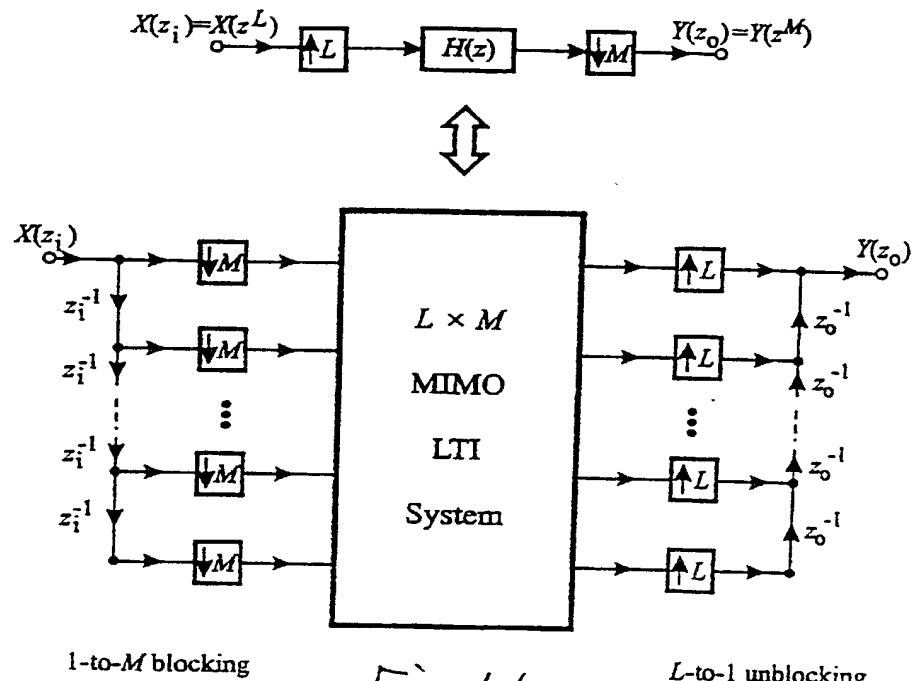 X(z_i)=X(z^L)
↑L
H(z)
↓M
Y(z_o)=Y(z^M)
X(z_i)
↓M
↑L
Y(z_o)
z_i^-1
z_o^-1
L × M
↓M
↑L
z_i^-1
z_o^-1
MIMO
LTI
z_i^-1
↓M
↑L
z_o^-1
System
z_i^-1
z_o^-1
↓M
↑L
1-to-M blocking
L-to-1 unblocking